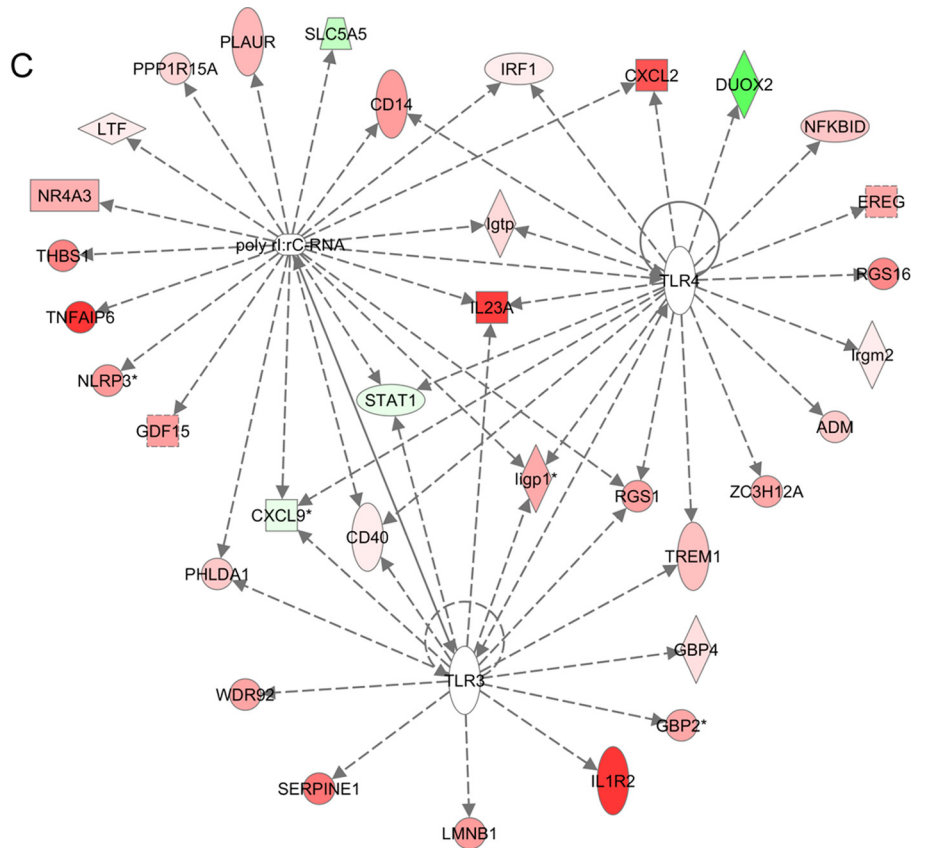 C
PLAUR
SLC5A5
PPP1R15A
IRF1
CXCL2
DUOX2
CD14
LTF
NFKBID
NR4A3
Igtp
EREG
poly rI:rC-RNA
THBS1
TLR4
RGS16
IL23A
TNFAIP6
Irgm2
NLRP3*
STAT1
GDF15
ADM
Iigp1*
RGS1
ZC3H12A
CXCL9*
CD40
TREM1
PHLDA1
GBP4
TLR3
WDR92
GBP2*
SERPINE1
IL1R2
LMNB1